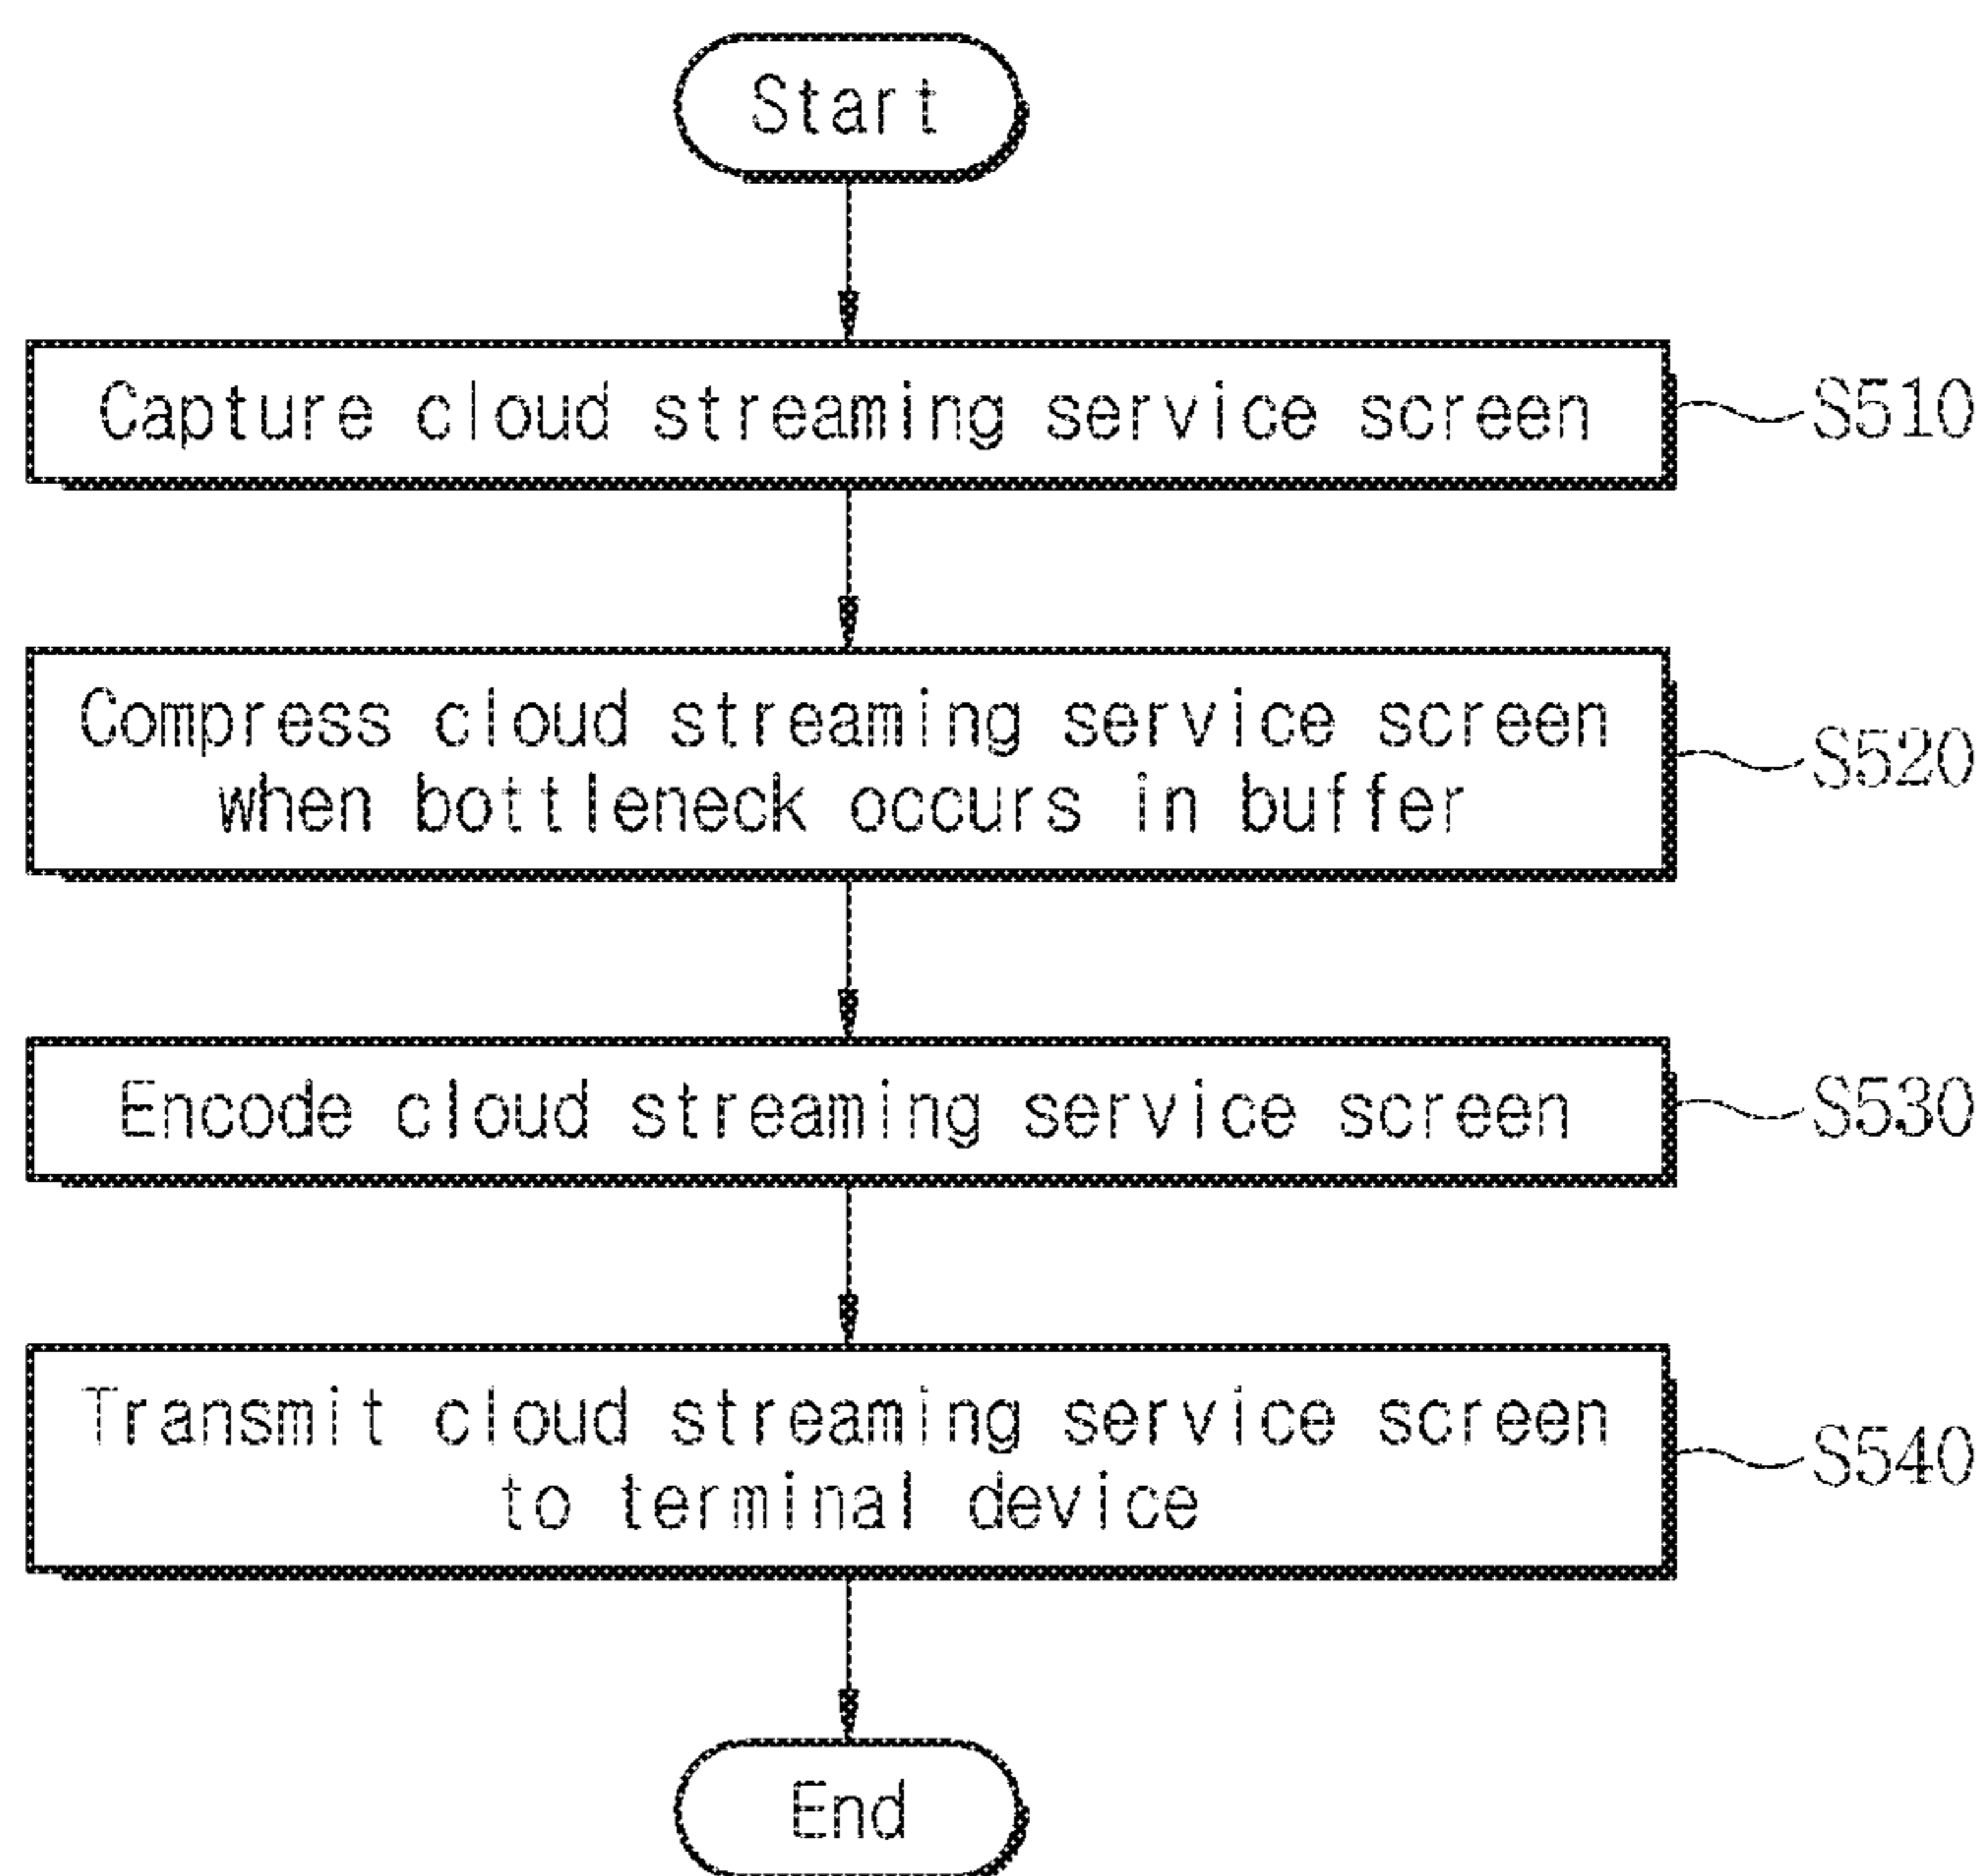 Start
Capture cloud streaming service screen
S510
Compress cloud streaming service screen
when bottleneck occurs in buffer
S520
Encode cloud streaming service screen
S530
Transmit cloud streaming service screen
to terminal device
S540
End